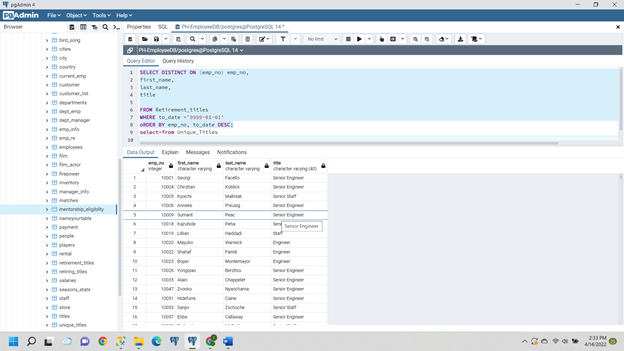 pgAdmin 4
PgAdmin File Object Tools Help
Browser
Properties SQL PH-EmployeeDB/postgres@PostgreSQL 14 *
No limit
PH-EmployeeDB/postgres@PostgreSQL 14
Query Editor Query History
1 SELECT DISTINCT ON (emp_no) emp_no,
2 first_name,
3 last_name,
4 title
5
6 FROM Retirement_titles
7 WHERE to_date ='9999-01-01'
8 oRDER BY emp_no, to_date DESC;
9 select*from Unique_Titles
10
bird_song
cities
city
country
current_emp
customer
customer_list
departments
dept_emp
dept_manager
emp_info
emp_re
employees
film
film_actor
firepower
inventory
manager_info
matches
mentorship_eligibilty
nameyourtable
payment
people
players
rental
retirement_titles
retiring_titles
salaries
seasons_stats
staff
store
titles
unique_titles
Data Output Explain Messages Notifications
emp_no first_name last_name title
integer character varying character varying character varying (40)
1 10001 Georgi Facello Senior Engineer
2 10004 Chirstian Koblick Senior Engineer
3 10005 Kyoichi Maliniak Senior Staff
4 10006 Anneke Preusig Senior Engineer
5 10009 Sumant Peac Senior Engineer
6 10018 Kazuhide Peha
7 10019 Lillian Haddadi Staff
Senior Engineer
8 10020 Mayuko Warwick Engineer
9 10022 Shahaf Famili Engineer
10 10023 Bojan Montemayor Engineer
11 10026 Yongqiao Berztiss Senior Engineer
12 10035 Alain Chappelet Senior Engineer
13 10047 Zvonko Nyanchama Senior Engineer
14 10051 Hidefumi Caine Senior Engineer
15 10053 Sanjiv Zschoche Senior Staff
16 10057 Ebbe Callaway Senior Engineer
2:33 PM
4/14/2022